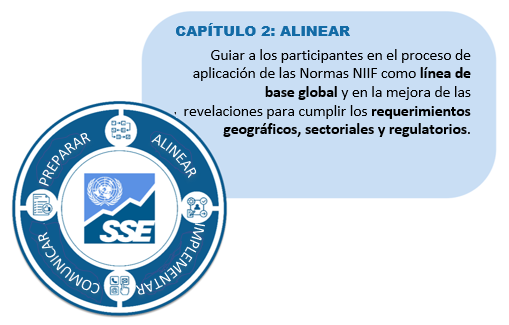 CAPÍTULO 2: ALINEAR
Guiar a los participantes en el proceso de
aplicación de las Normas NIIF como línea de
base global y en la mejora de las
revelaciones para cumplir los requerimientos
geográficos, sectoriales y regulatorios.
PREPARAR
ALINEAR
IMPLEMENTAR
COMUNICAR
SSE